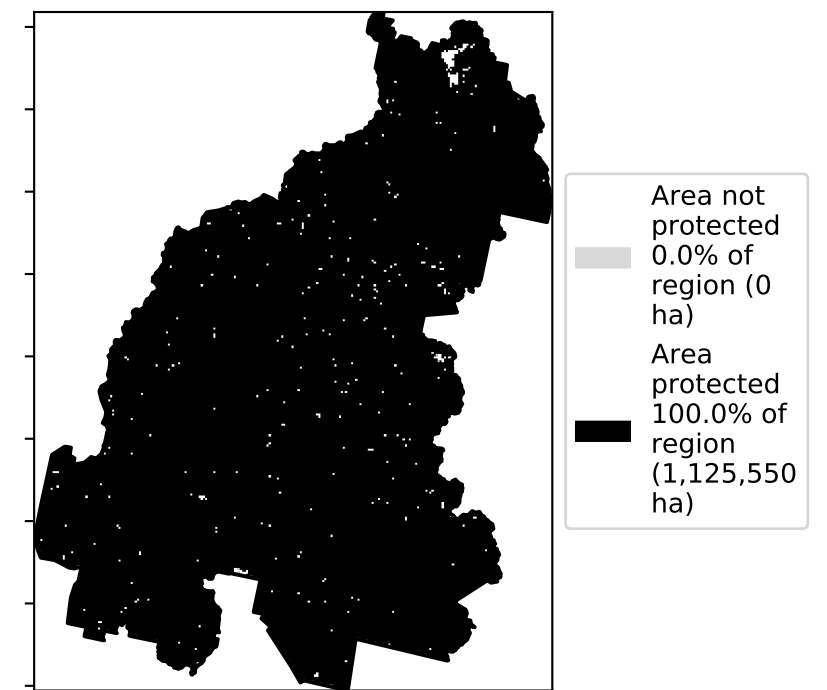 Area not
protected
0.0% of
region (0
ha)
Area
protected
100.0% of
region
(1,125,550
ha)